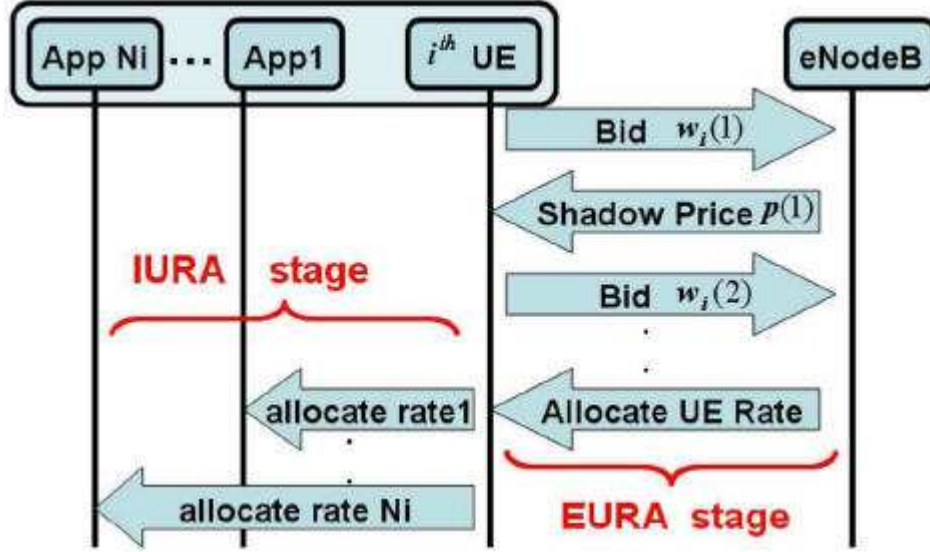 App Ni ... App1 i^th UE eNodeB
Bid w_i(1)
Shadow Price p(1)
IURA stage
Bid w_i(2)
allocate rate1 Allocate UE Rate
allocate rate Ni
EURA stage